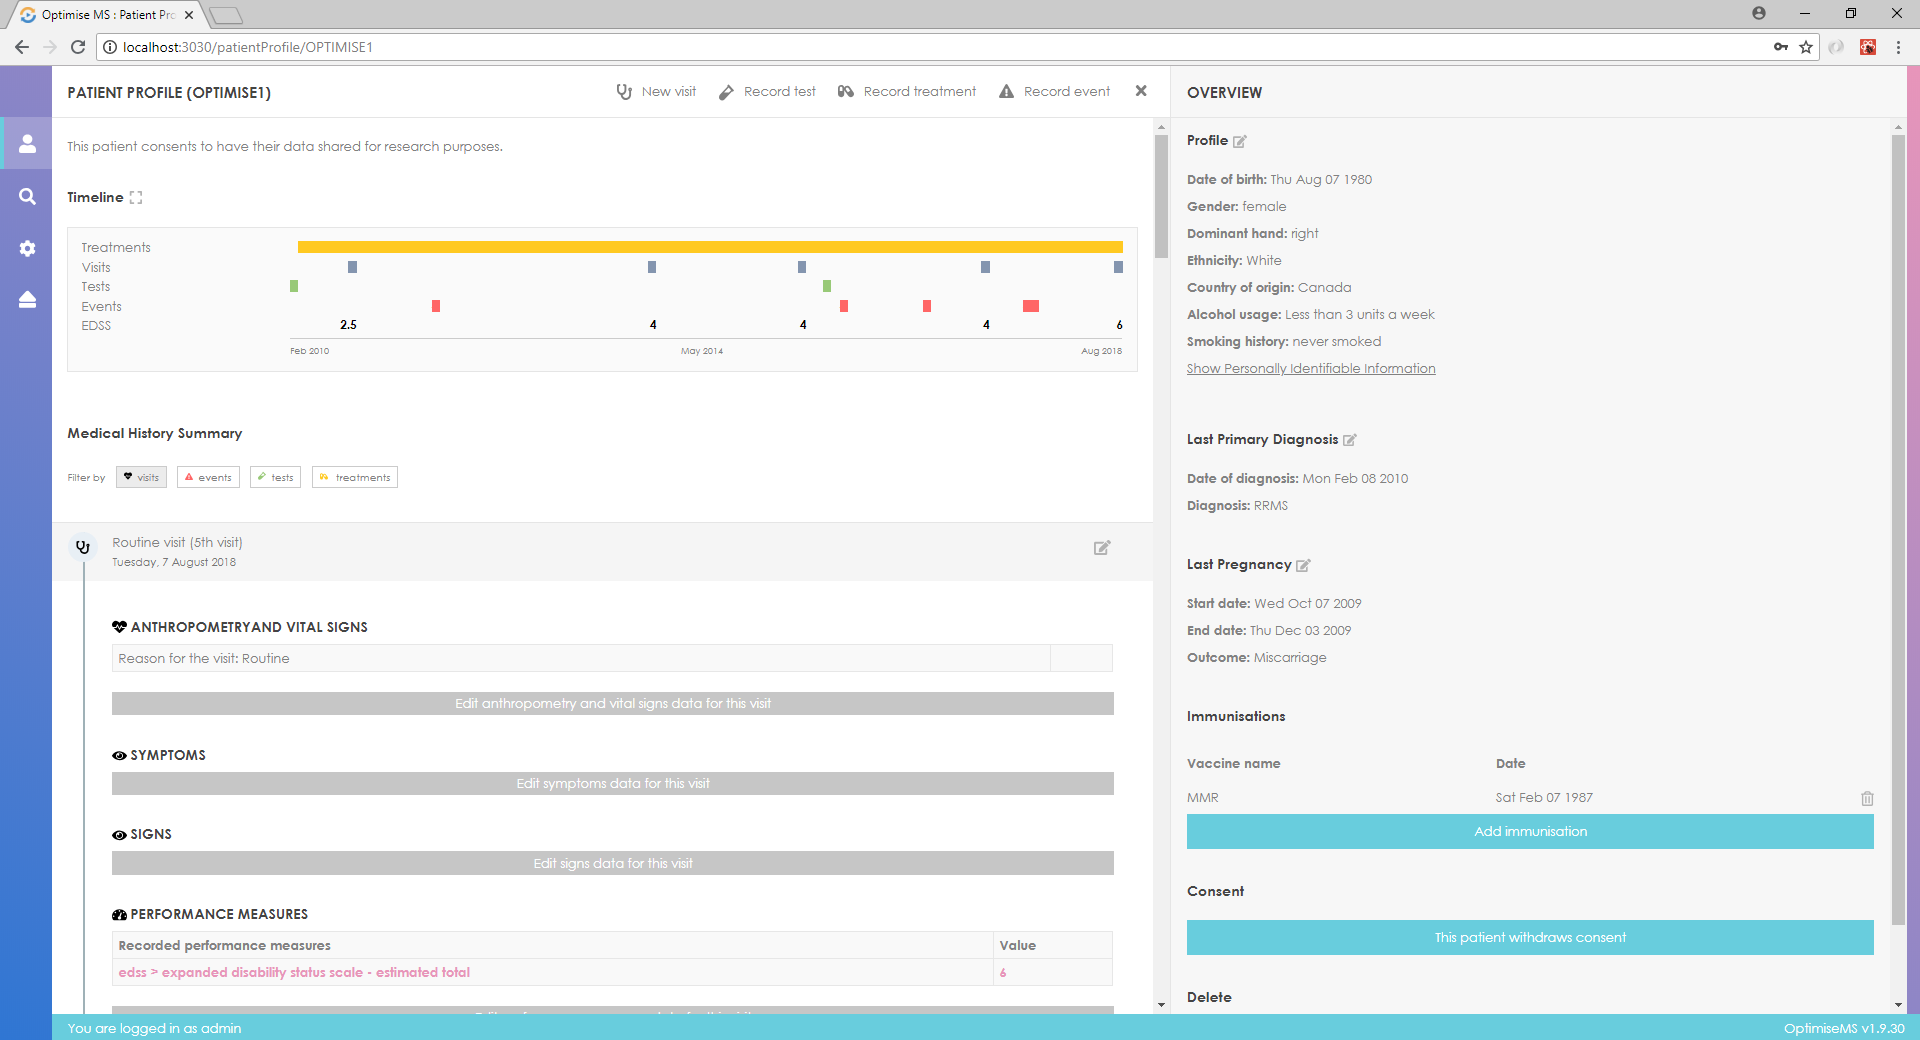 Optimise MS : Patient Pro
localhost:3030/patientProfile/OPTIMISE1
PATIENT PROFILE (OPTIMISE1)
New visit
Record test
Record treatment
Record event
This patient consents to have their data shared for research purposes.
Timeline
Treatments
Visits
Tests
Events
EDSS
2.5 4 4 4 6
Feb 2010 May 2014 Aug 2018
Medical History Summary
Filter by visits events tests treatments
Routine visit (5th visit)
Tuesday, 7 August 2018
ANTHROPOMETRYAND VITAL SIGNS
Reason for the visit: Routine
Edit anthropometry and vital signs data for this visit
SYMPTOMS
Edit symptoms data for this visit
SIGNS
Edit signs data for this visit
PERFORMANCE MEASURES
Recorded performance measures Value
edss > expanded disability status scale - estimated total 6
OVERVIEW
Profile
Date of birth: Thu Aug 07 1980
Gender: female
Dominant hand: right
Ethnicity: White
Country of origin: Canada
Alcohol usage: Less than 3 units a week
Smoking history: never smoked
Show Personally Identifiable Information
Last Primary Diagnosis
Date of diagnosis: Mon Feb 08 2010
Diagnosis: RRMS
Last Pregnancy
Start date: Wed Oct 07 2009
End date: Thu Dec 03 2009
Outcome: Miscarriage
Immunisations
Vaccine name Date
MMR Sat Feb 07 1987
Add immunisation
Consent
This patient withdraws consent
Delete
You are logged in as admin
OptimiseMS v1.9.30